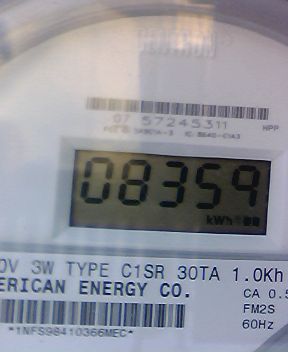 CENTRON
07 57245311
HPP
08359
kWh
0V 3W TYPE C1SR 30TA 1.0Kh
ERICAN ENERGY CO.
CA 0.5
FM2S
60Hz
*1NFS98410366MEC*